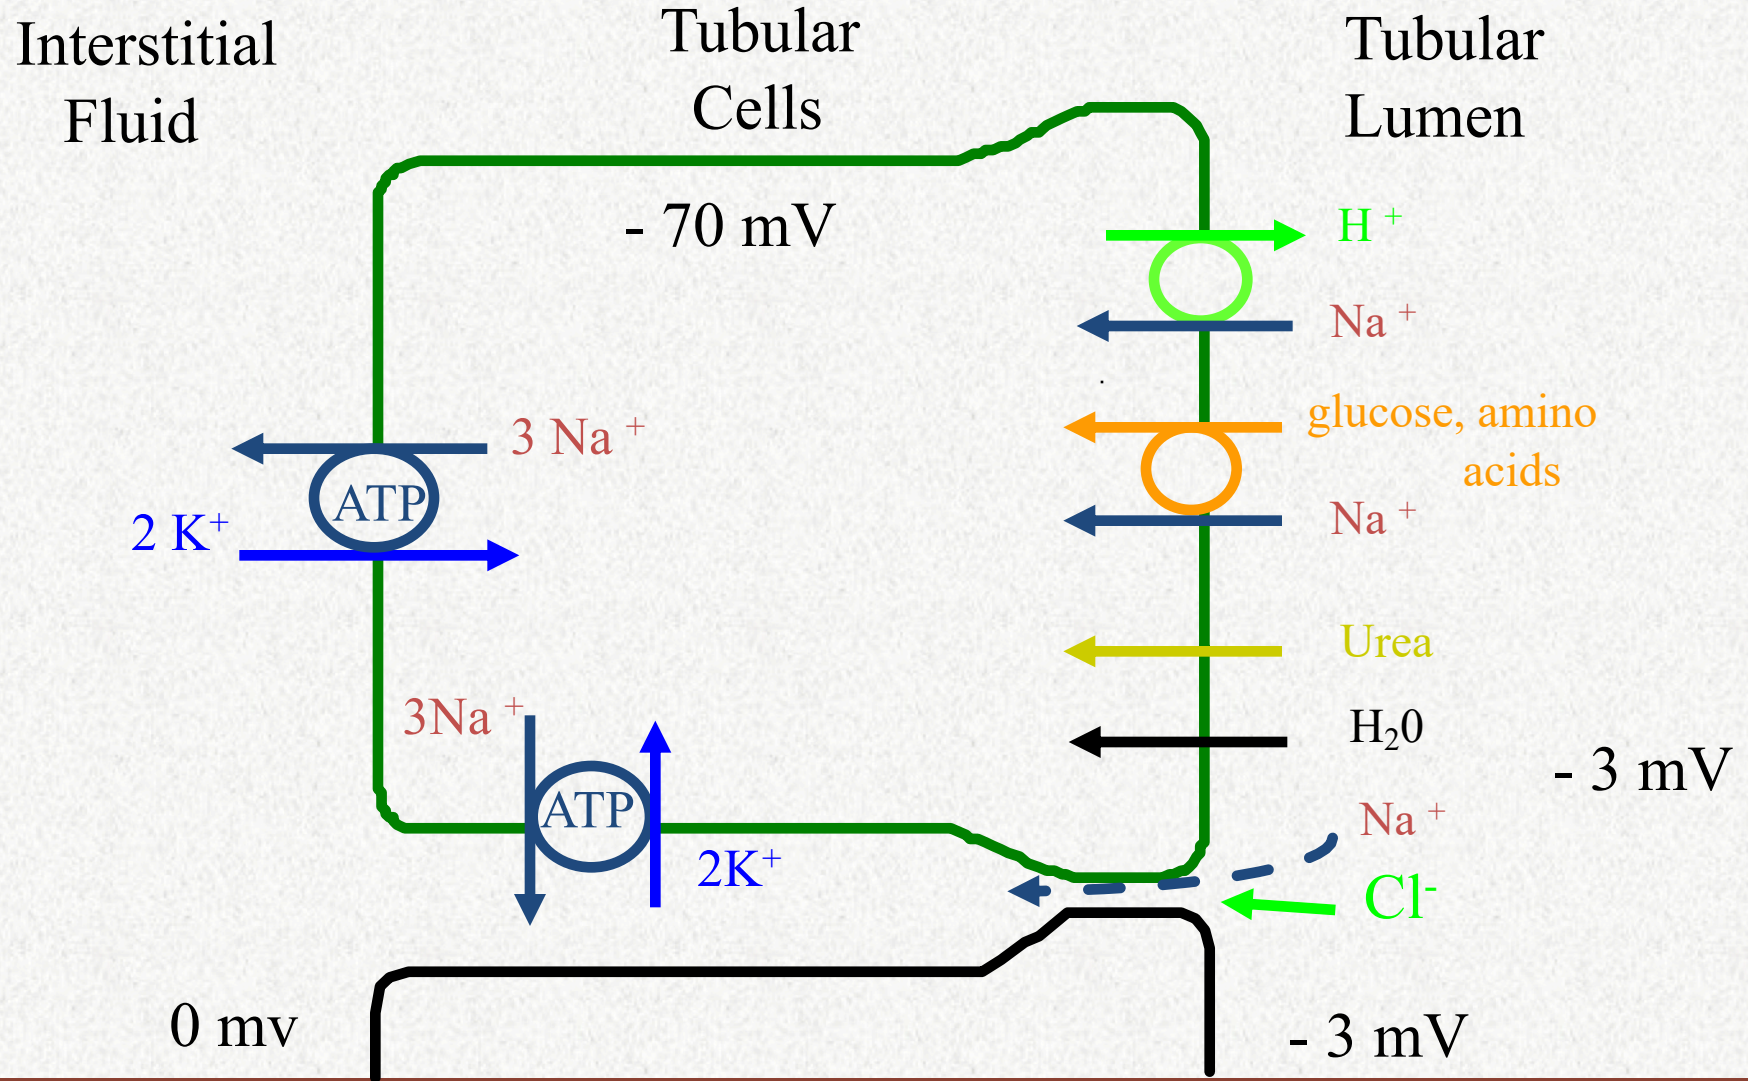 Interstitial
Fluid
Tubular
Cells
Tubular
Lumen
- 70 mV
H +
Na +
glucose, amino
acids
Na +
3 Na +
ATP
2 K+
Urea
3Na +
ATP
2K+
H20
- 3 mV
Na +
Cl-
0 mv
- 3 mV